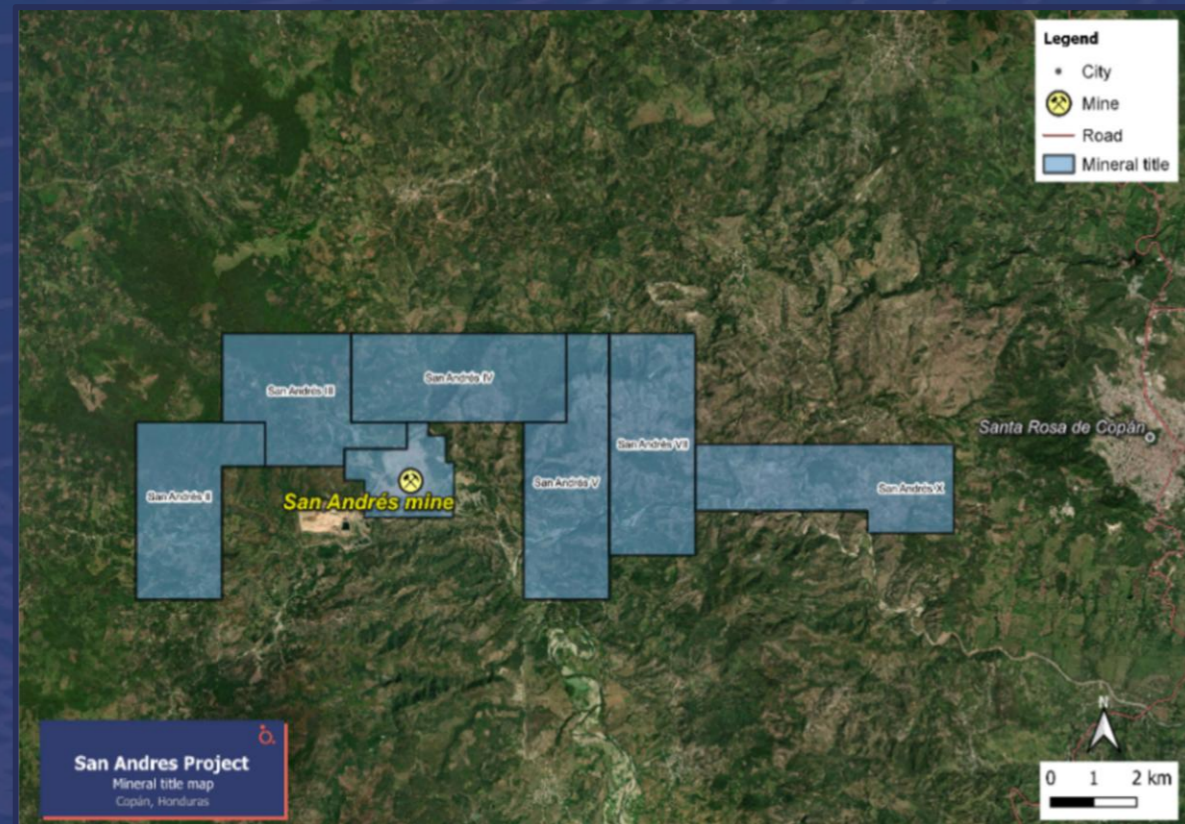 Legend
City
Mine
Road
Mineral title
San Andrés III
San Andrés IV
Santa Rosa de Copán
San Andrés VII
San Andrés V
San Andrés X
San Andrés II
San Andrés mine
San Andres Project
Mineral title map
Copán, Honduras
N
0 1 2 km